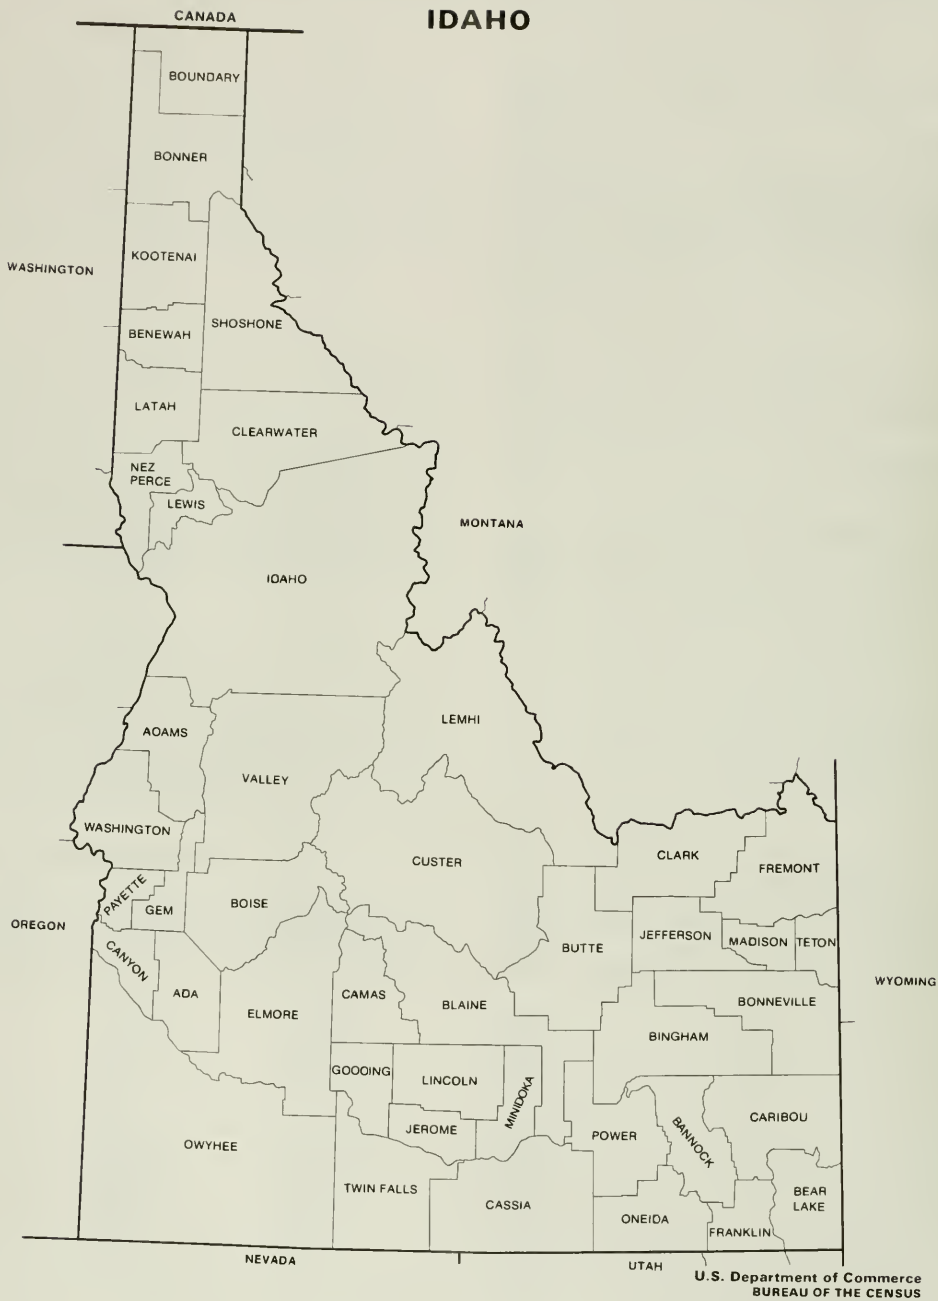 IDAHO
CANADA
BOUNDARY
BONNER
WASHINGTON
KOOTENAI
SHOSHONE
BENEWAH
LATAH
CLEARWATER
NEZ
PERCE
LEWIS
MONTANA
IDAHO
LEMHI
AOAMS
VALLEY
WASHINGTON
CUSTER
CLARK
FREMONT
PAYETTE
GEM
BOISE
OREGON
BUTTE
JEFFERSON
MADISON
TETON
CANYON
ADA
ELMORE
CAMAS
BLAINE
BONNEVILLE
WYOMING
BINGHAM
GOODING
LINCOLN
MINIDOKA
JEROME
POWER
BANNOCK
CARIBOU
OWYHEE
TWIN FALLS
CASSIA
ONEIDA
FRANKLIN
BEAR
LAKE
NEVADA
UTAH
U.S. Department of Commerce
BUREAU OF THE CENSUS